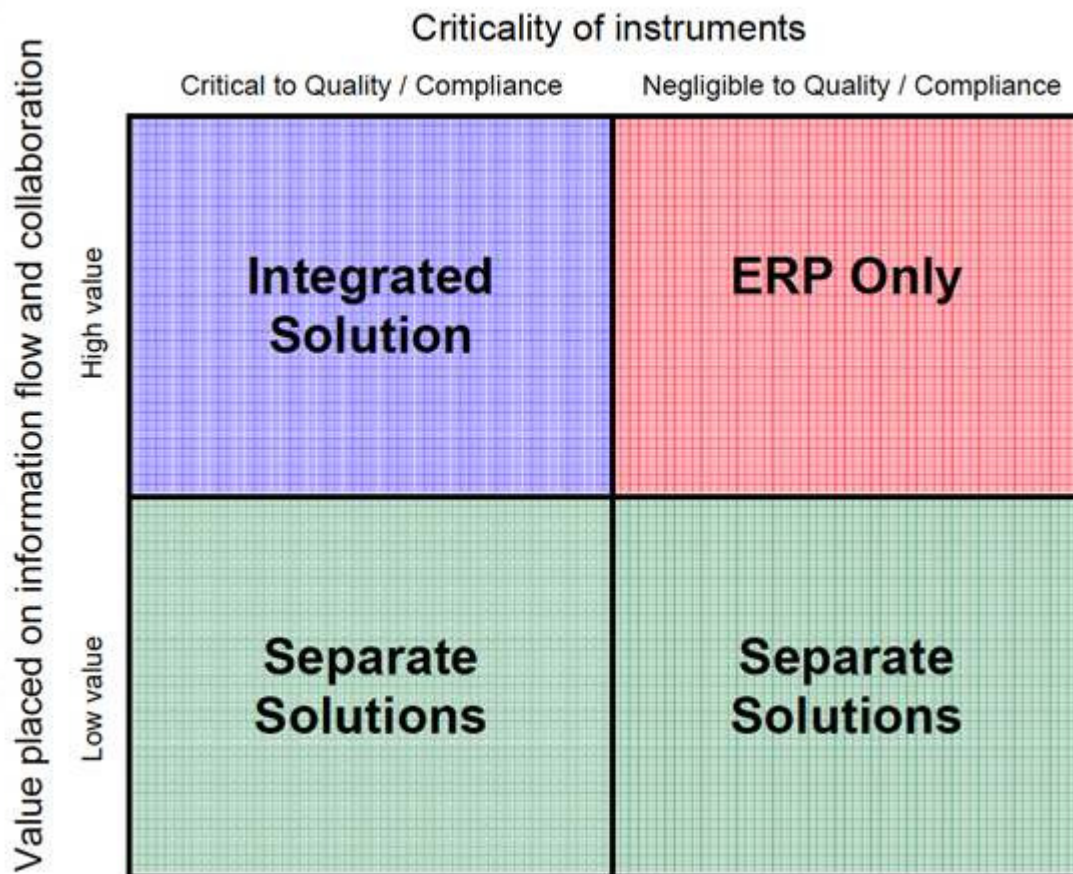 Criticality of instruments
Critical to Quality / Compliance
Negligible to Quality / Compliance
Value placed on information flow and collaboration
High value
Integrated
Solution
ERP Only
Low value
Separate
Solutions
Separate
Solutions